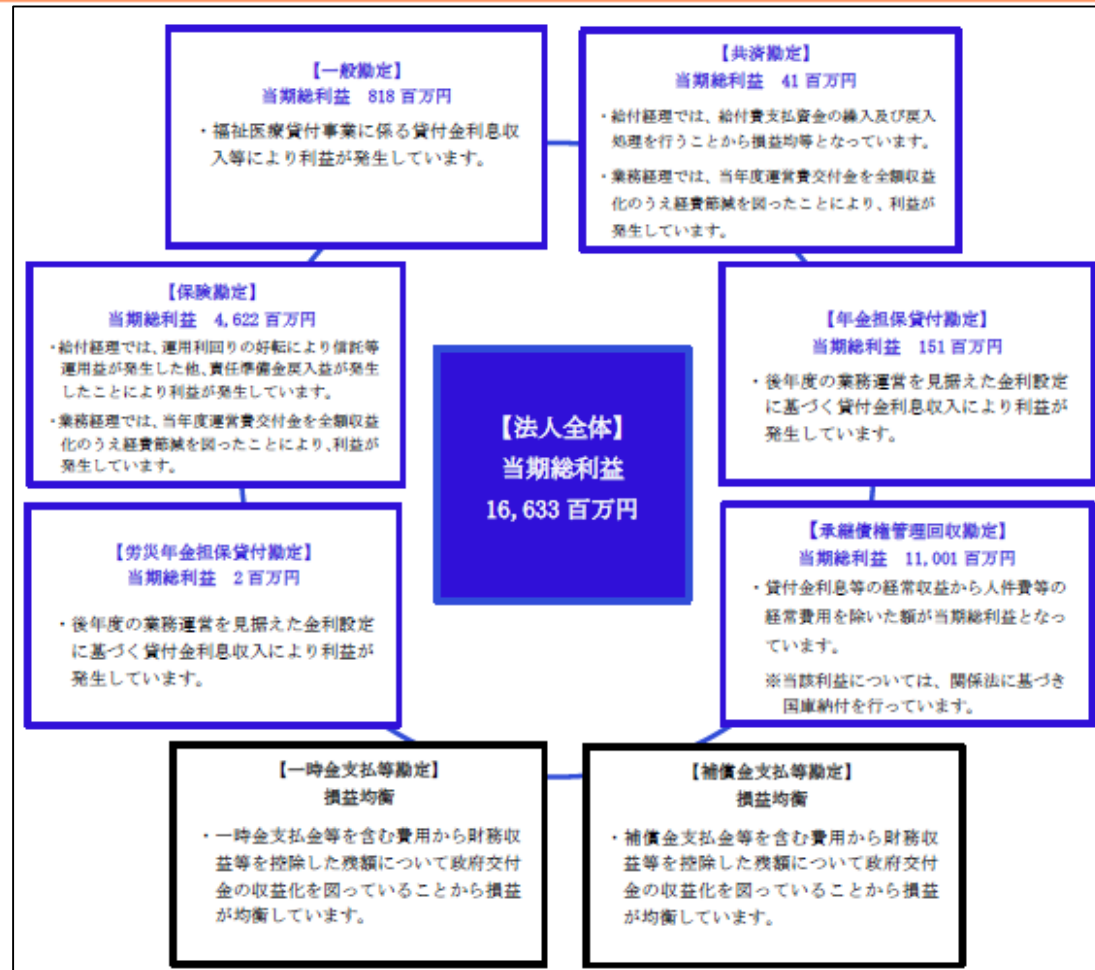 【一般勘定】
当期総利益　818 百万円
・福祉医療貸付事業に係る貸付金利息収
入等により利益が発生しています。
【共済勘定】
当期総利益　41 百万円
・給付経理では、給付費支払資金の繰入及び戻入
処理を行うことから損益均等となっています。
・業務経理では、当年度運営費交付金を全額収益
化のうえ経費節減を図ったことにより、利益が
発生しています。
【保険勘定】
当期総利益　4,622 百万円
・給付経理では、運用利回りの好転により信託等
運用益が発生した他、責任準備金戻入益が発生
したことにより利益が発生しています。
・業務経理では、当年度運営費交付金を全額収益
化のうえ経費節減を図ったことにより、利益が
発生しています。
【年金担保貸付勘定】
当期総利益　151 百万円
・後年度の業務運営を見据えた金利設定
に基づく貸付金利息収入により利益が
発生しています。
【法人全体】
当期総利益
16,633 百万円
【労災年金担保貸付勘定】
当期総利益　2 百万円
・後年度の業務運営を見据えた金利設定
に基づく貸付金利息収入により利益が
発生しています。
【承継債権管理回収勘定】
当期総利益　11,001 百万円
・貸付金利息等の経常収益から人件費等の
経常費用を除いた額が当期総利益となっ
ています。
※当該利益については、関係法に基づき
国庫納付を行っています。
【一時金支払等勘定】
損益均衡
・一時金支払金等を含む費用から財務収
益等を控除した残額について政府交付
金の収益化を図っていることから損益
が均衡しています。
【補償金支払等勘定】
損益均衡
・補償金支払金等を含む費用から財務収
益等を控除した残額について政府交付
金の収益化を図っていることから損益
が均衡しています。